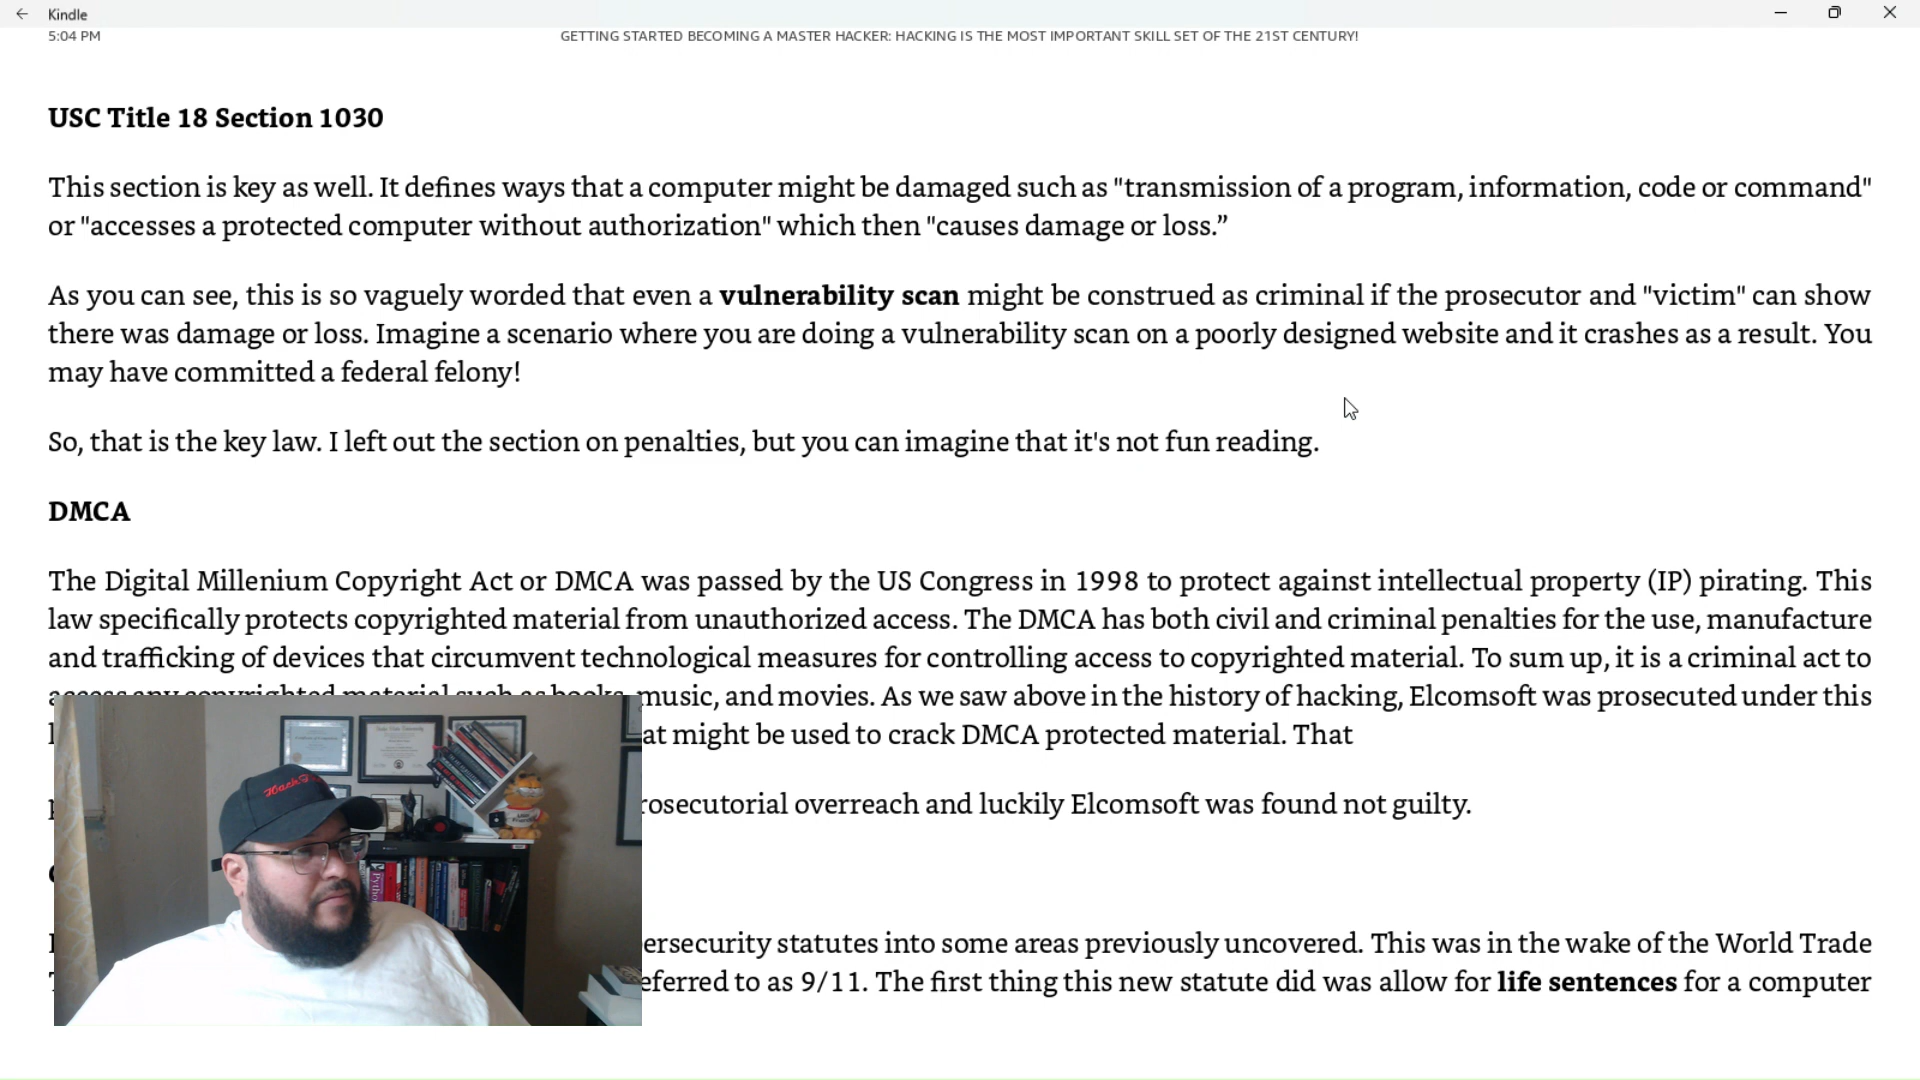 Kindle
5:04 PM
GETTING STARTED BECOMING A MASTER HACKER: HACKING IS THE MOST IMPORTANT SKILL SET OF THE 21ST CENTURY!
USC Title 18 Section 1030
This section is key as well. It defines ways that a computer might be damaged such as "transmission of a program, information, code or command"
or "accesses a protected computer without authorization" which then "causes damage or loss.”
As you can see, this is so vaguely worded that even a vulnerability scan might be construed as criminal if the prosecutor and "victim" can show
there was damage or loss. Imagine a scenario where you are doing a vulnerability scan on a poorly designed website and it crashes as a result. You
may have committed a federal felony!
So, that is the key law. I left out the section on penalties, but you can imagine that it's not fun reading.
DMCA
The Digital Millenium Copyright Act or DMCA was passed by the US Congress in 1998 to protect against intellectual property (IP) pirating. This
law specifically protects copyrighted material from unauthorized access. The DMCA has both civil and criminal penalties for the use, manufacture
and trafficking of devices that circumvent technological measures for controlling access to copyrighted material. To sum up, it is a criminal act to
access any copyrighted material such as books, music, and movies. As we saw above in the history of hacking, Elcomsoft was prosecuted under this
might be used to crack DMCA protected material. That
overreach and luckily Elcomsoft was found not guilty.
statutes into some areas previously uncovered. This was in the wake of the World Trade
to as 9/11. The first thing this new statute did was allow for life sentences for a computer
Python